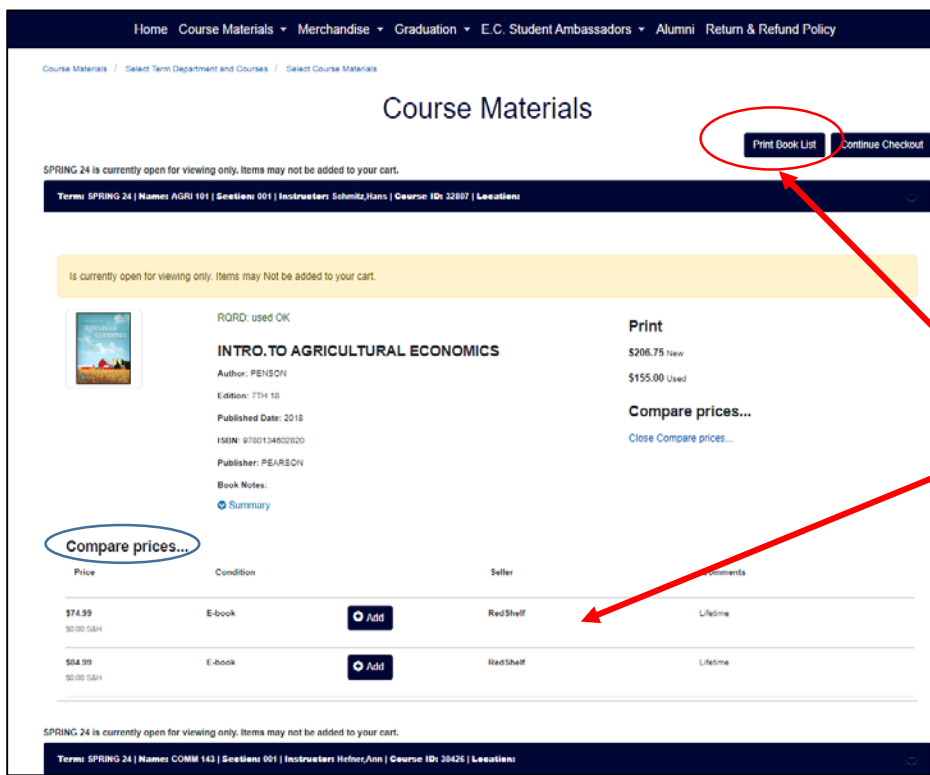 Home Course Materials Merchandise Graduation E.C. Student Ambassadors Alumni Return & Refund Policy
Course Materials / Select Term Department and Courses / Select Course Materials
Course Materials
Print Book List Continue Checkout
SPRING 24 is currently open for viewing only. Items may not be added to your cart.
Term: SPRING 24 | Name: AGRI 101 | Section: 001 | Instructor: Schmitz,Hans | Course ID: 32807 | Location:
Is currently open for viewing only. Items may Not be added to your cart.
RQRD: used OK
INTRO.TO AGRICULTURAL ECONOMICS
Author: PENSON
Edition: 7TH 18
Published Date: 2018
ISBN: 9780134602820
Publisher: PEARSON
Book Notes:
Summary
Print
$206.75 New
$155.00 Used
Compare prices...
Close Compare prices...
Compare prices...
Price Condition Seller Comments
$74.99 E-book Add RedShelf Lifetime
$0.00 S&H
$84.99 E-book Add RedShelf Lifetime
$0.00 S&H
SPRING 24 is currently open for viewing only. Items may not be added to your cart.
Term: SPRING 24 | Name: COMM 143 | Section: 001 | Instructor: Hefner,Ann | Course ID: 30426 | Location: